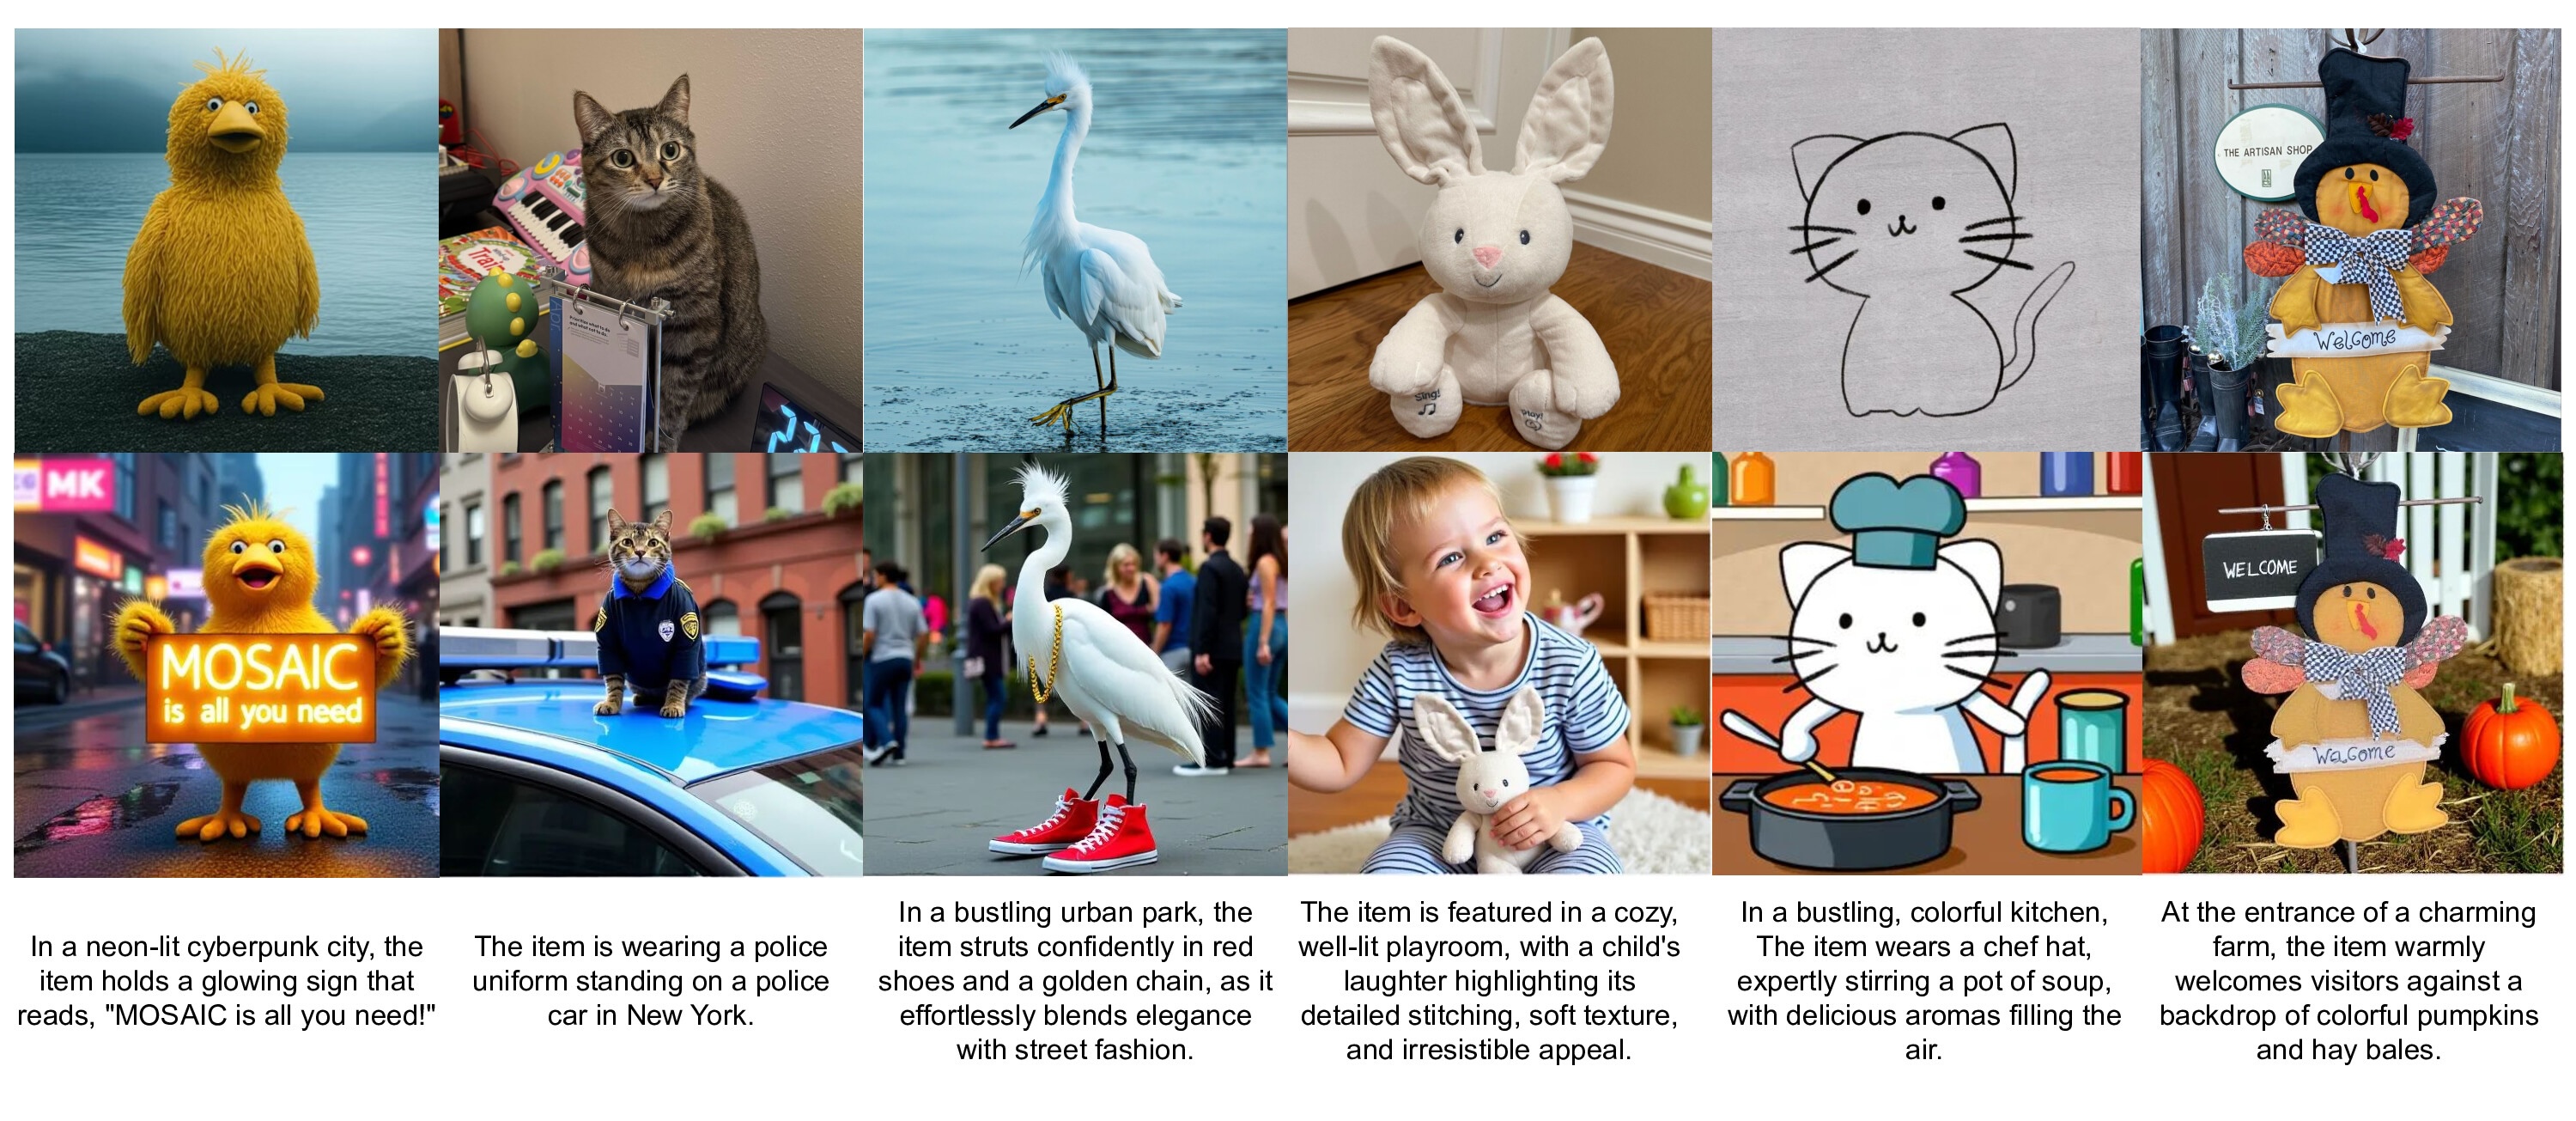 THE ARTISAN SHOP
Train
Sing!
Play!
Welcome
MK
MOSAIC
is all you need
WELCOME
Welcome
In a neon-lit cyberpunk city, the
item holds a glowing sign that
reads, "MOSAIC is all you need!"
The item is wearing a police
uniform standing on a police
car in New York.
In a bustling urban park, the
item struts confidently in red
shoes and a golden chain, as it
effortlessly blends elegance
with street fashion.
The item is featured in a cozy,
well-lit playroom, with a child's
laughter highlighting its
detailed stitching, soft texture,
and irresistible appeal.
In a bustling, colorful kitchen,
The item wears a chef hat,
expertly stirring a pot of soup,
with delicious aromas filling the
air.
At the entrance of a charming
farm, the item warmly
welcomes visitors against a
backdrop of colorful pumpkins
and hay bales.